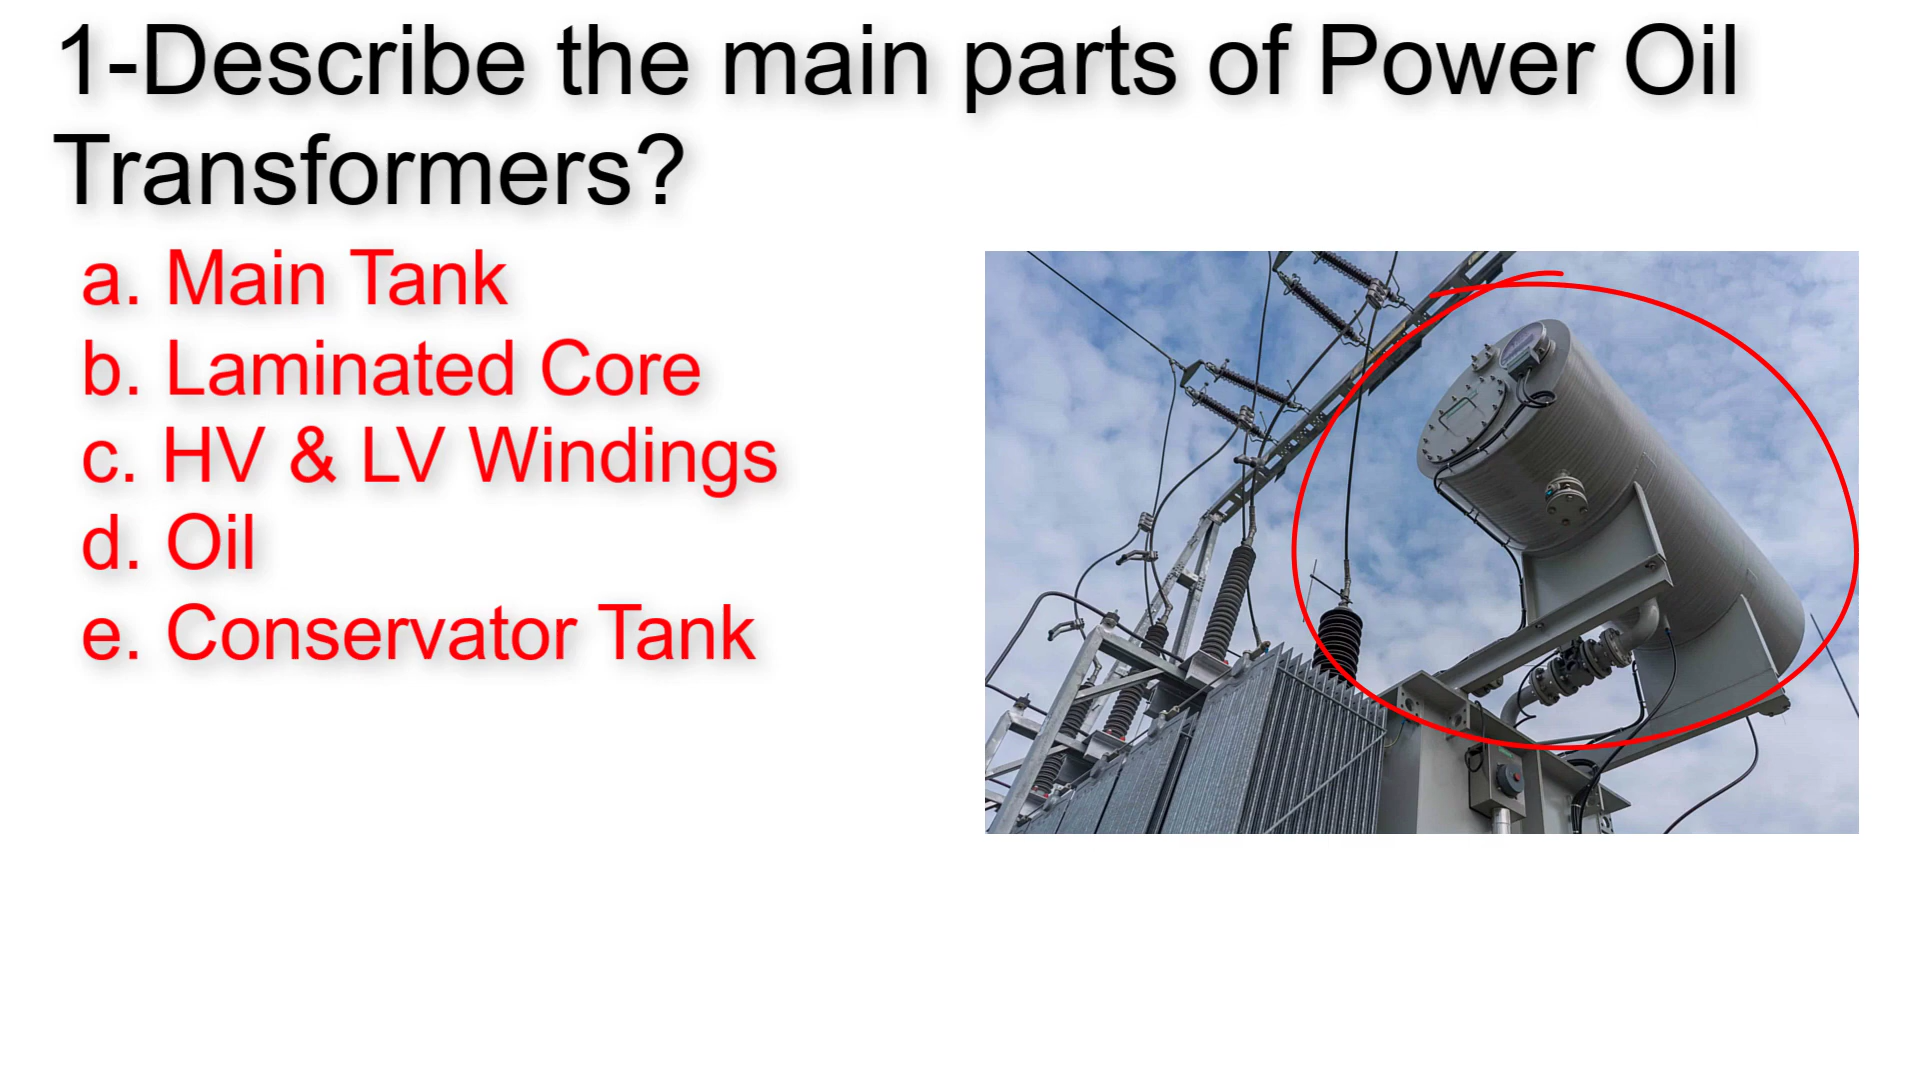 1-Describe the main parts of Power Oil
Transformers?
a. Main Tank
b. Laminated Core
c. HV & LV Windings
d. Oil
e. Conservator Tank